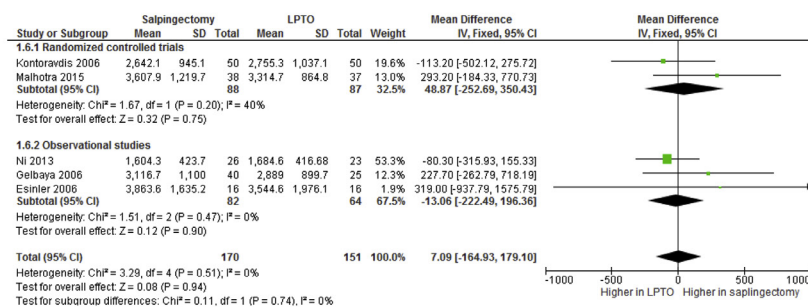 Salpingectomy LPTO Mean Difference Mean Difference
Study or Subgroup Mean SD Total Mean SD Total Weight IV, Fixed, 95% CI IV, Fixed, 95% CI
1.6.1 Randomized controlled trials
Kontoravdis 2006 2,642.1 945.1 50 2,755.3 1,037.1 50 19.6% -113.20 [-502.12, 275.72]
Malhotra 2015 3,607.9 1,219.7 38 3,314.7 864.8 37 13.0% 293.20 [-184.33, 770.73]
Subtotal (95% CI) 88 87 32.5% 48.87 [-252.69, 350.43]
Heterogeneity: Chi² = 1.67, df = 1 (P = 0.20); I² = 40%
Test for overall effect: Z = 0.32 (P = 0.75)
1.6.2 Observational studies
Ni 2013 1,604.3 423.7 26 1,684.6 416.68 23 53.3% -80.30 [-315.93, 155.33]
Gelbaya 2006 3,116.7 1,100 40 2,889 899.7 25 12.3% 227.70 [-262.79, 718.19]
Esinler 2006 3,863.6 1,635.2 16 3,544.6 1,976.1 16 1.9% 319.00 [-937.79, 1575.79]
Subtotal (95% CI) 82 64 67.5% -13.06 [-222.49, 196.36]
Heterogeneity: Chi² = 1.51, df = 2 (P = 0.47); I² = 0%
Test for overall effect: Z = 0.12 (P = 0.90)
Total (95% CI) 170 151 100.0% 7.09 [-164.93, 179.10]
Heterogeneity: Chi² = 3.29, df = 4 (P = 0.51); I² = 0%
Test for overall effect: Z = 0.08 (P = 0.94)
Test for subgroup differences: Chi² = 0.11, df = 1 (P = 0.74), I² = 0%
-1000 -500 0 500 1000
Higher in LPTO Higher in saplingectomy